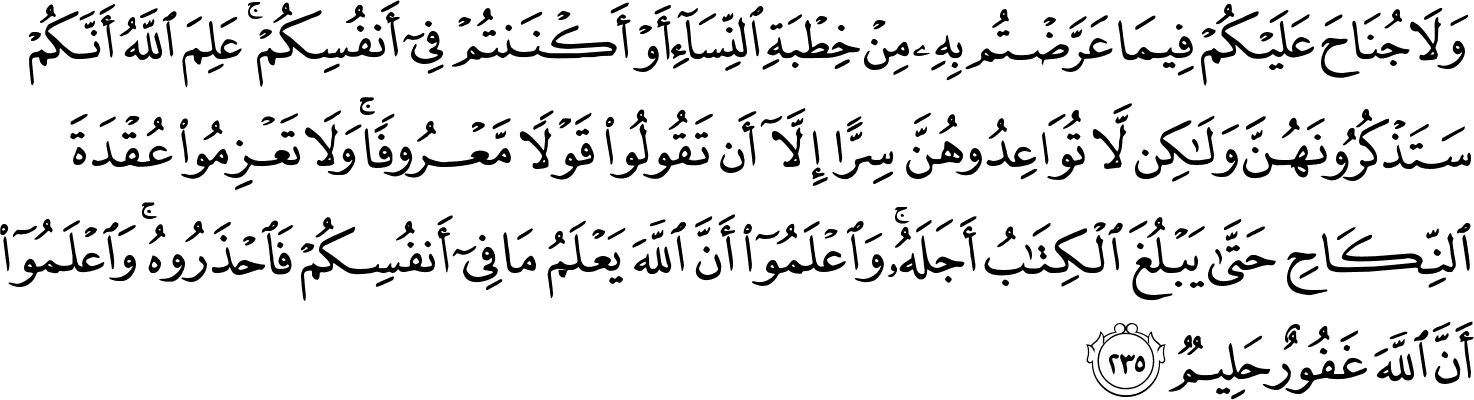 وَلَا جُنَاحَ عَلَيْكُمْ فِيمَا عَرَّضْتُم بِهِۦ مِنْ خِطْبَةِ ٱلنِّسَآءِ أَوْ أَكْنَنتُمْ فِىٓ أَنفُسِكُمْ ۚ عَلِمَ ٱللَّهُ أَنَّكُمْ
سَتَذْكُرُونَهُنَّ وَلَـٰكِن لَّا تُوَاعِدُوهُنَّ سِرًّا إِلَّآ أَن تَقُولُوا۟ قَوْلًا مَّعْرُوفًا ۚ وَلَا تَعْزِمُوا۟ عُقْدَةَ
ٱلنِّكَاحِ حَتَّىٰ يَبْلُغَ ٱلْكِتَـٰبُ أَجَلَهُۥ ۚ وَٱعْلَمُوٓا۟ أَنَّ ٱللَّهَ يَعْلَمُ مَا فِىٓ أَنفُسِكُمْ فَٱحْذَرُوهُ ۚ وَٱعْلَمُوٓا۟
أَنَّ ٱللَّهَ غَفُورٌ حَلِيمٌ ٢٣٥